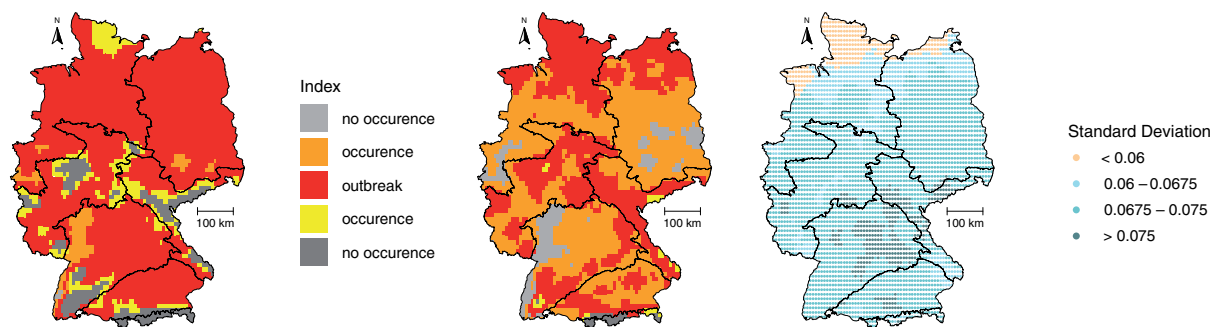 N
100 km
Index
no occurence
occurence
outbreak
occurence
no occurence
N
100 km
N
100 km
Standard Deviation
< 0.06
0.06 – 0.0675
0.0675 – 0.075
> 0.075